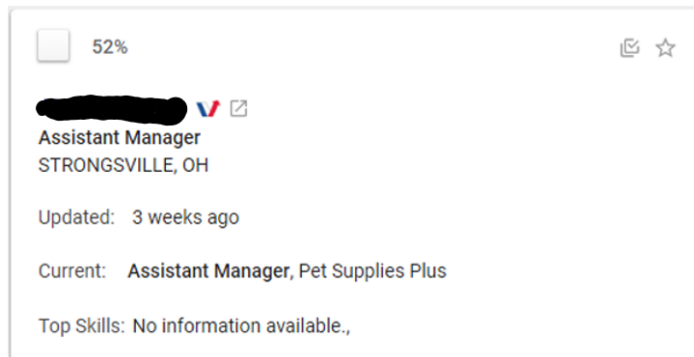 52%
Assistant Manager
STRONGSVILLE, OH
Updated: 3 weeks ago
Current: Assistant Manager, Pet Supplies Plus
Top Skills: No information available.,